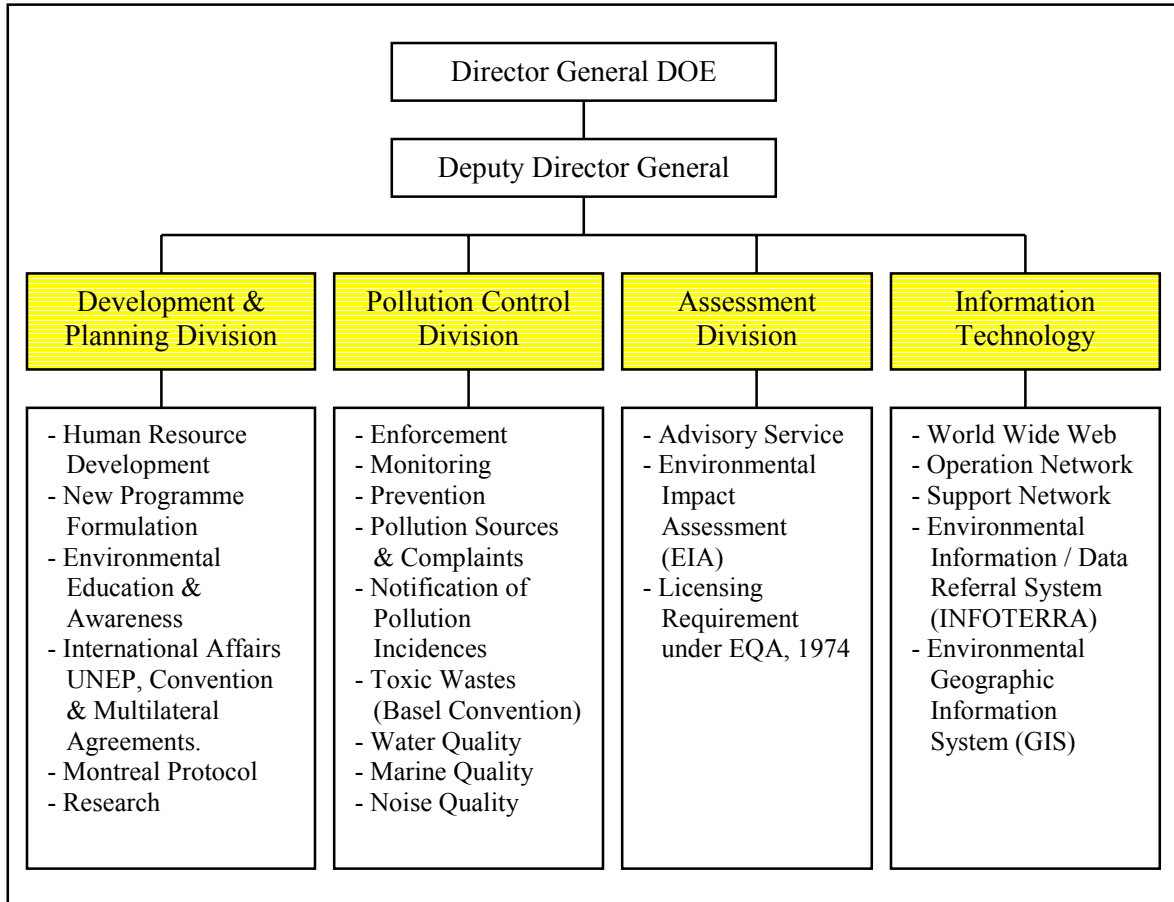 Director General DOE
Deputy Director General
Development &
Planning Division
- Human Resource
Development
- New Programme
Formulation
- Environmental
Education &
Awareness
- International Affairs
UNEP, Convention
& Multilateral
Agreements.
- Montreal Protocol
- Research
Pollution Control
Division
- Enforcement
- Monitoring
- Prevention
- Pollution Sources
& Complaints
- Notification of
Pollution
Incidences
- Toxic Wastes
(Basel Convention)
- Water Quality
- Marine Quality
- Noise Quality
Assessment
Division
- Advisory Service
- Environmental
Impact
Assessment
(EIA)
- Licensing
Requirement
under EQA, 1974
Information
Technology
- World Wide Web
- Operation Network
- Support Network
- Environmental
Information / Data
Referral System
(INFOTERRA)
- Environmental
Geographic
Information
System (GIS)